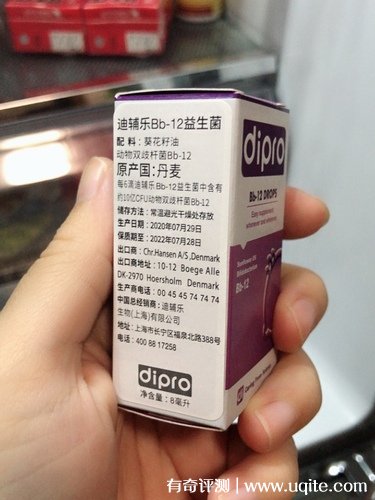 迪辅乐Bb-12益生菌
配 料：葵花籽油
动物双歧杆菌Bb-12
原产国：丹麦
每6滴迪辅乐Bb-12益生菌中含有
约10亿CFU动物双歧杆菌Bb-12
储存方法：常温避光干燥处存放
生产日期：2020年07月29日
保质期至：2022年07月28日
出口商：Chr.Hansen A/S,Denmark
出口商地址：10-12 Boege Alle
DK-2970 Hoersholm Denmark
生产商电话：00 45 45 74 74 74
中国总经销商：迪辅乐
生物(上海)有限公司
地址：上海市长宁区福泉北路388号
电话：400 88 17258
dipro
净含量：8毫升
dipro
Bb-12 DROPS
Easy supplement
whenever and wherever
Sunflower Oil
Bifidobacterium
Bb-12
有奇评测 | www.uqite.com